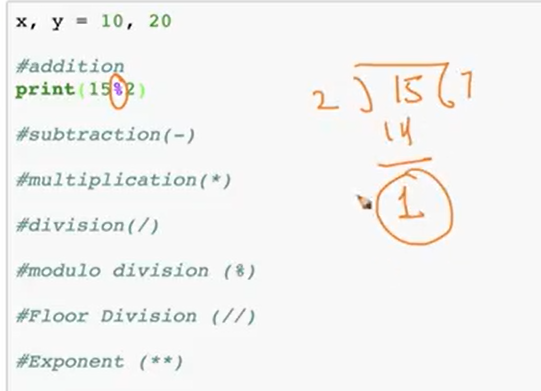 x, y = 10, 20
#addition
print(15%2)
#subtraction(-)
#multiplication(*)
#division(/)
#modulo division (%)
#Floor Division (//)
#Exponent (**)
2 ) 15 ( 7
14
1